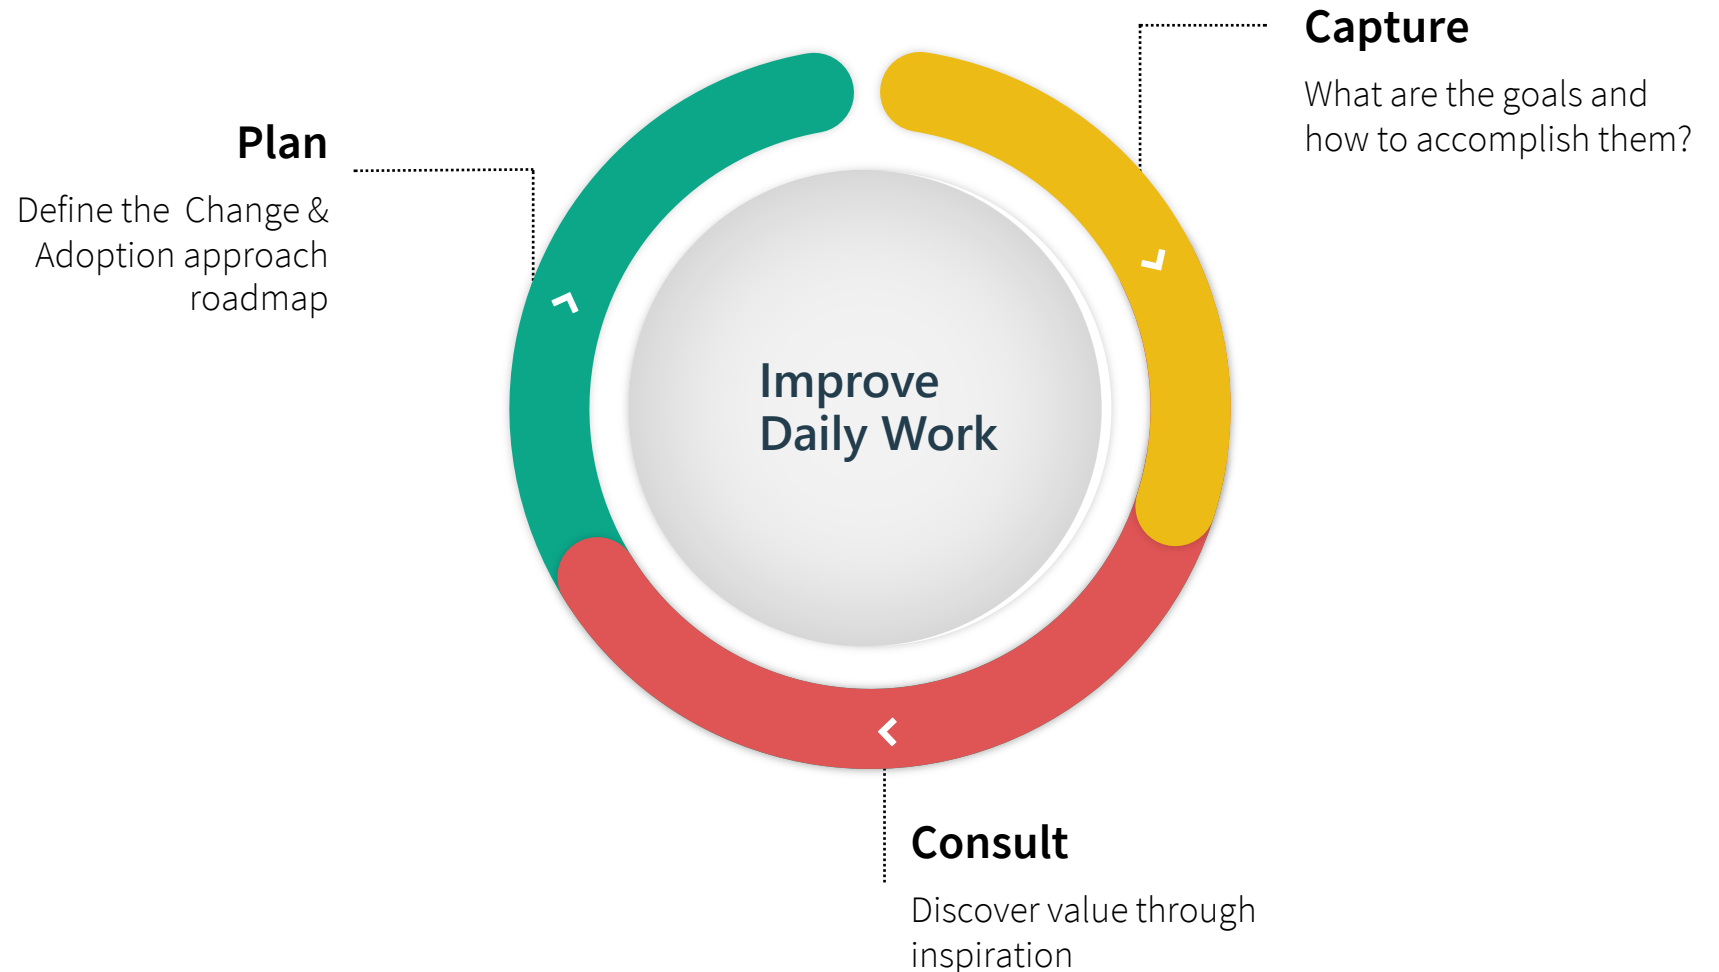 Capture
What are the goals and
how to accomplish them?
Plan
Define the  Change &
Adoption approach
roadmap
Improve
Daily Work
Consult
Discover value through
inspiration